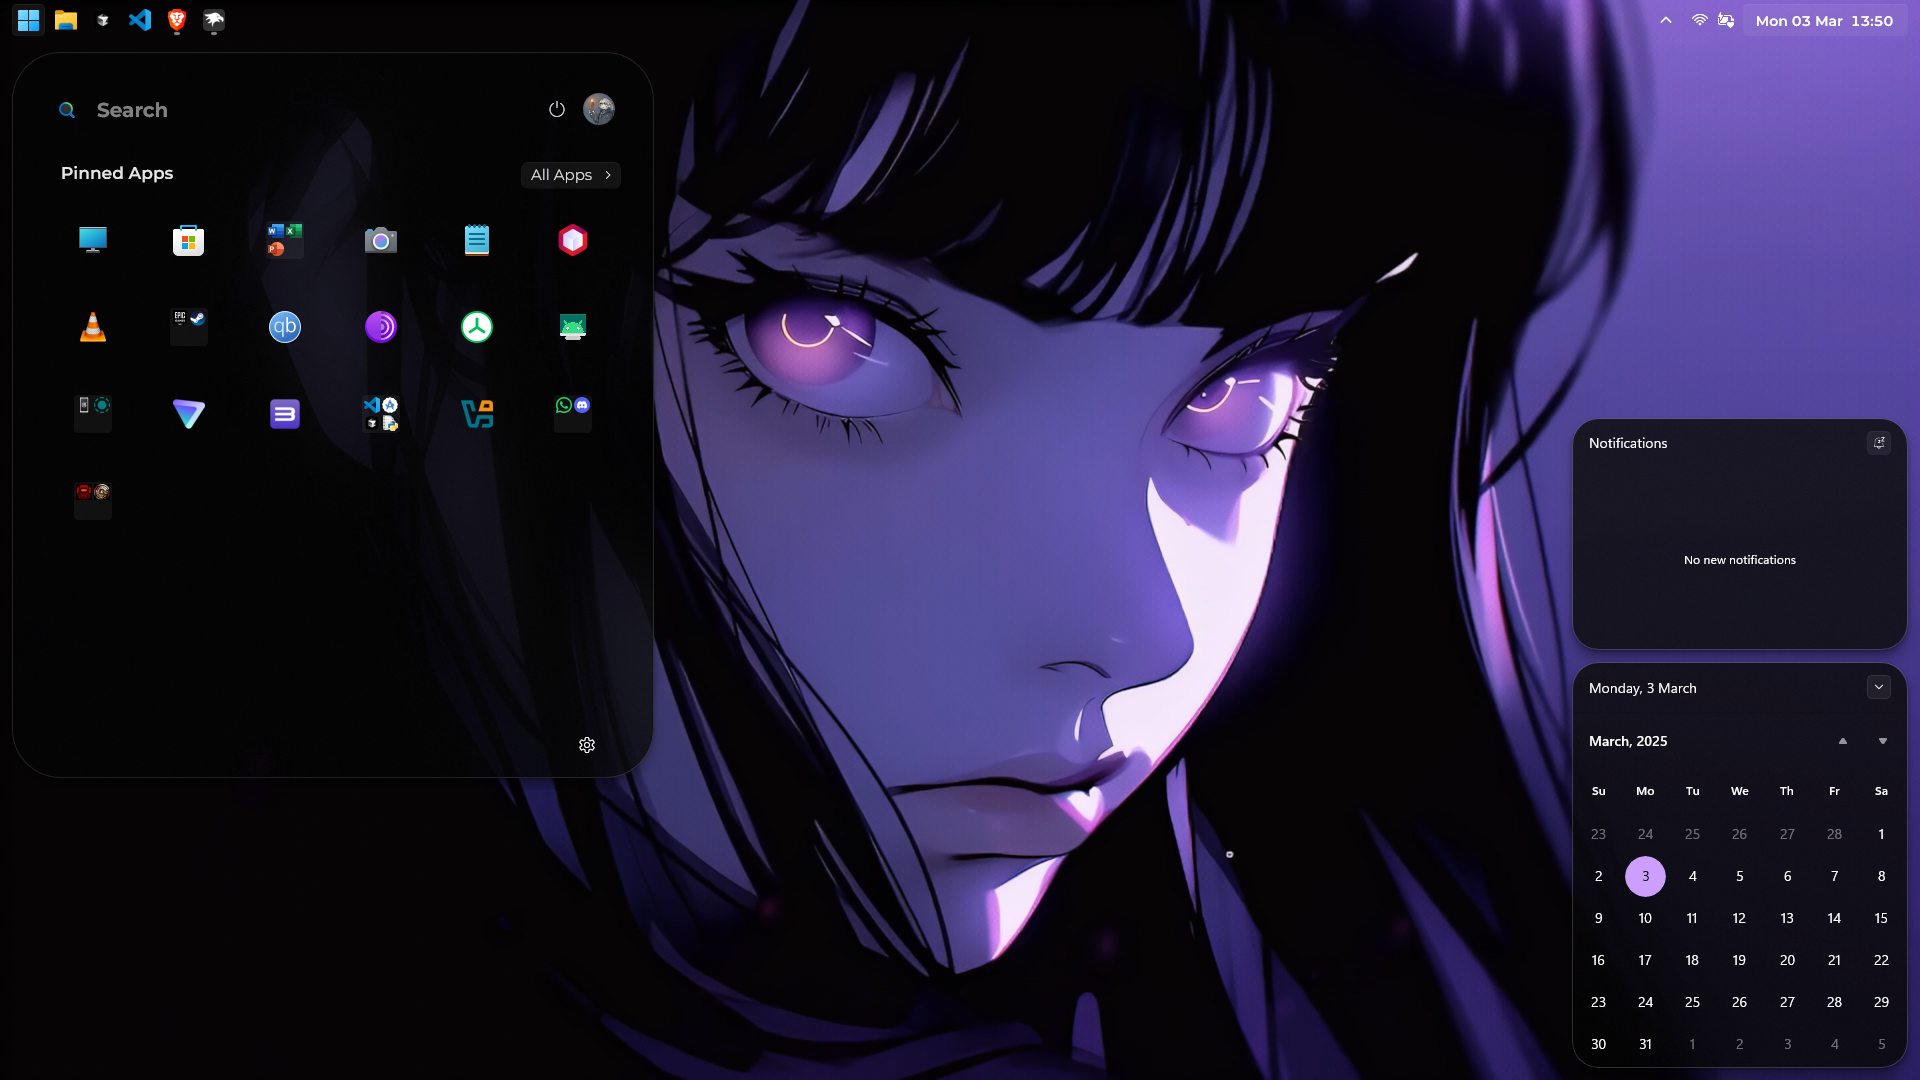 Mon 03 Mar 13:50
Search
Pinned Apps
All Apps
EPIC
qb
Notifications
No new notifications
Monday, 3 March
March, 2025
Su Mo Tu We Th Fr Sa
23 24 25 26 27 28 1
2 3 4 5 6 7 8
9 10 11 12 13 14 15
16 17 18 19 20 21 22
23 24 25 26 27 28 29
30 31 1 2 3 4 5